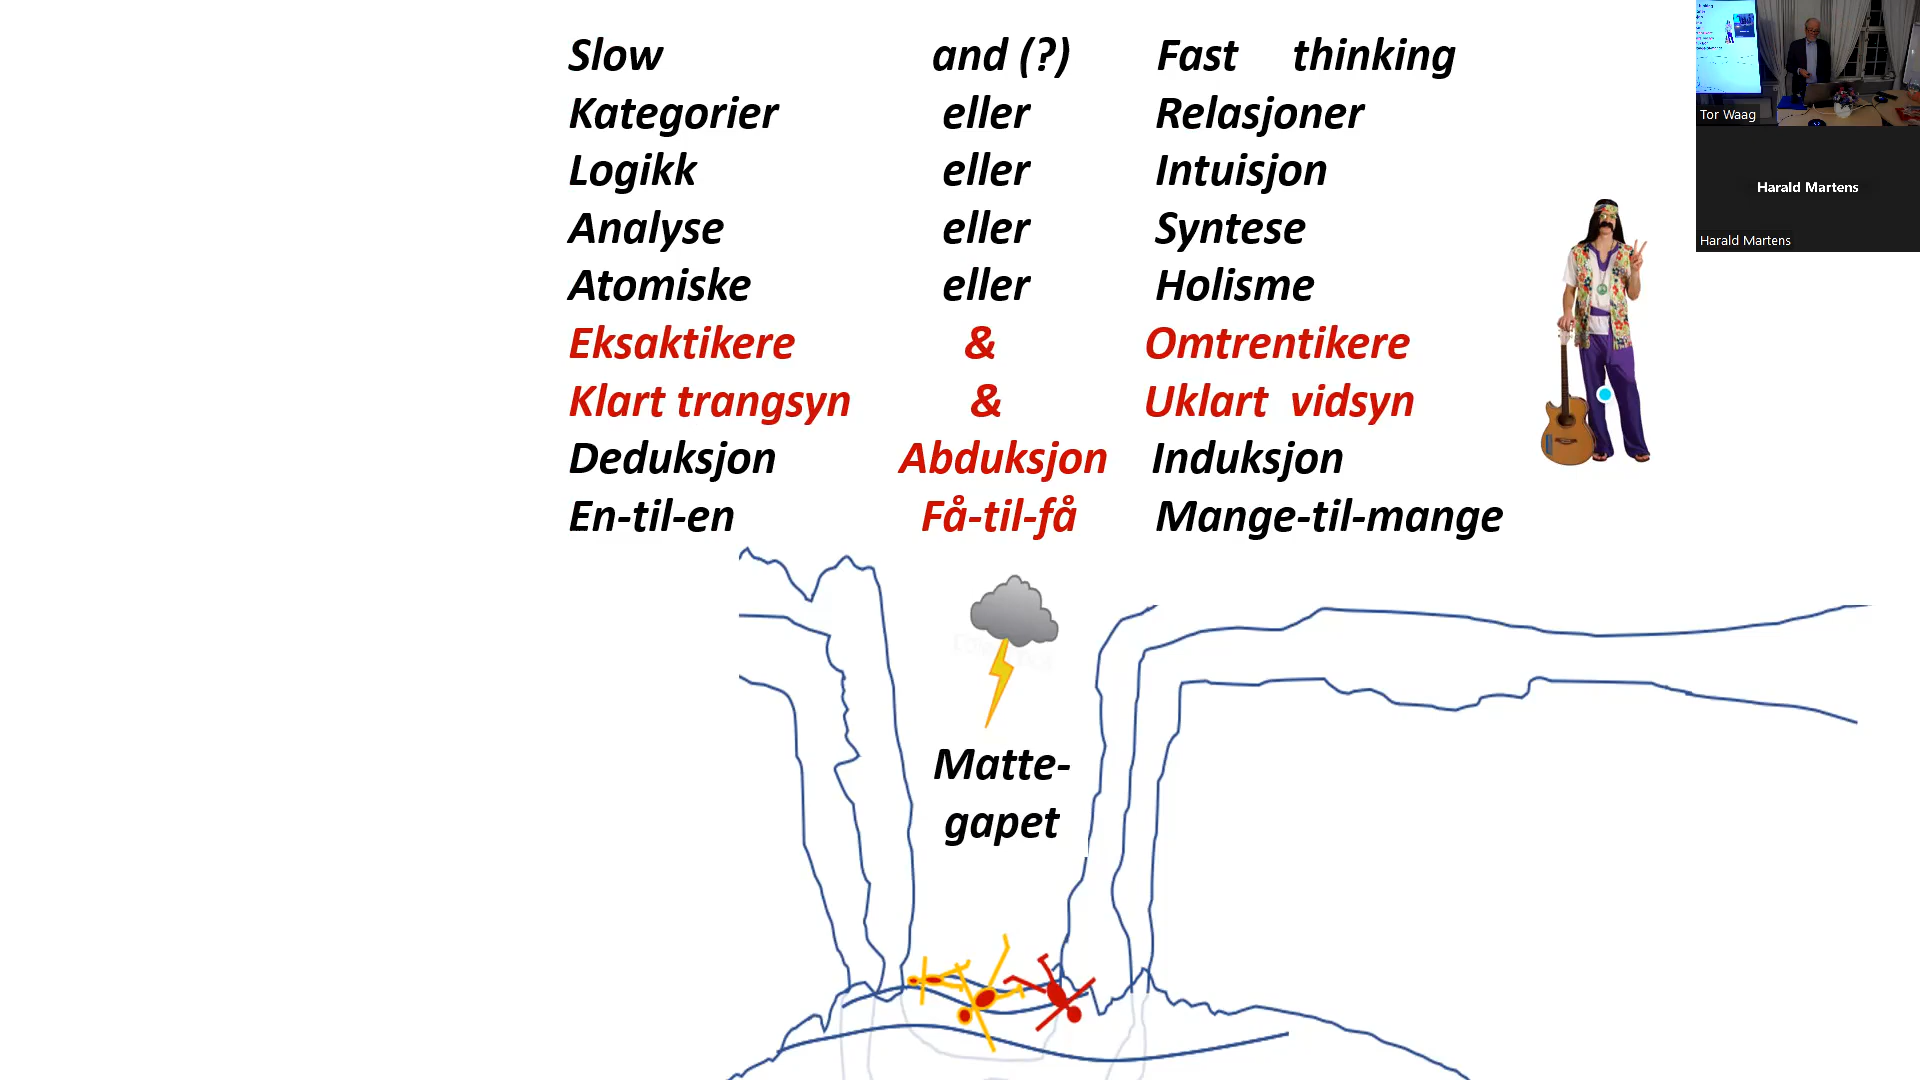 Slow and (?) Fast thinking
Kategorier eller Relasjoner
Logikk eller Intuisjon
Analyse eller Syntese
Atomiske eller Holisme
Eksaktikere & Omtrentikere
Klart trangsyn & Uklart vidsyn
Deduksjon Abduksjon Induksjon
En-til-en Få-til-få Mange-til-mange
Matte-
gapet
Tor Waag
Harald Martens
Harald Martens